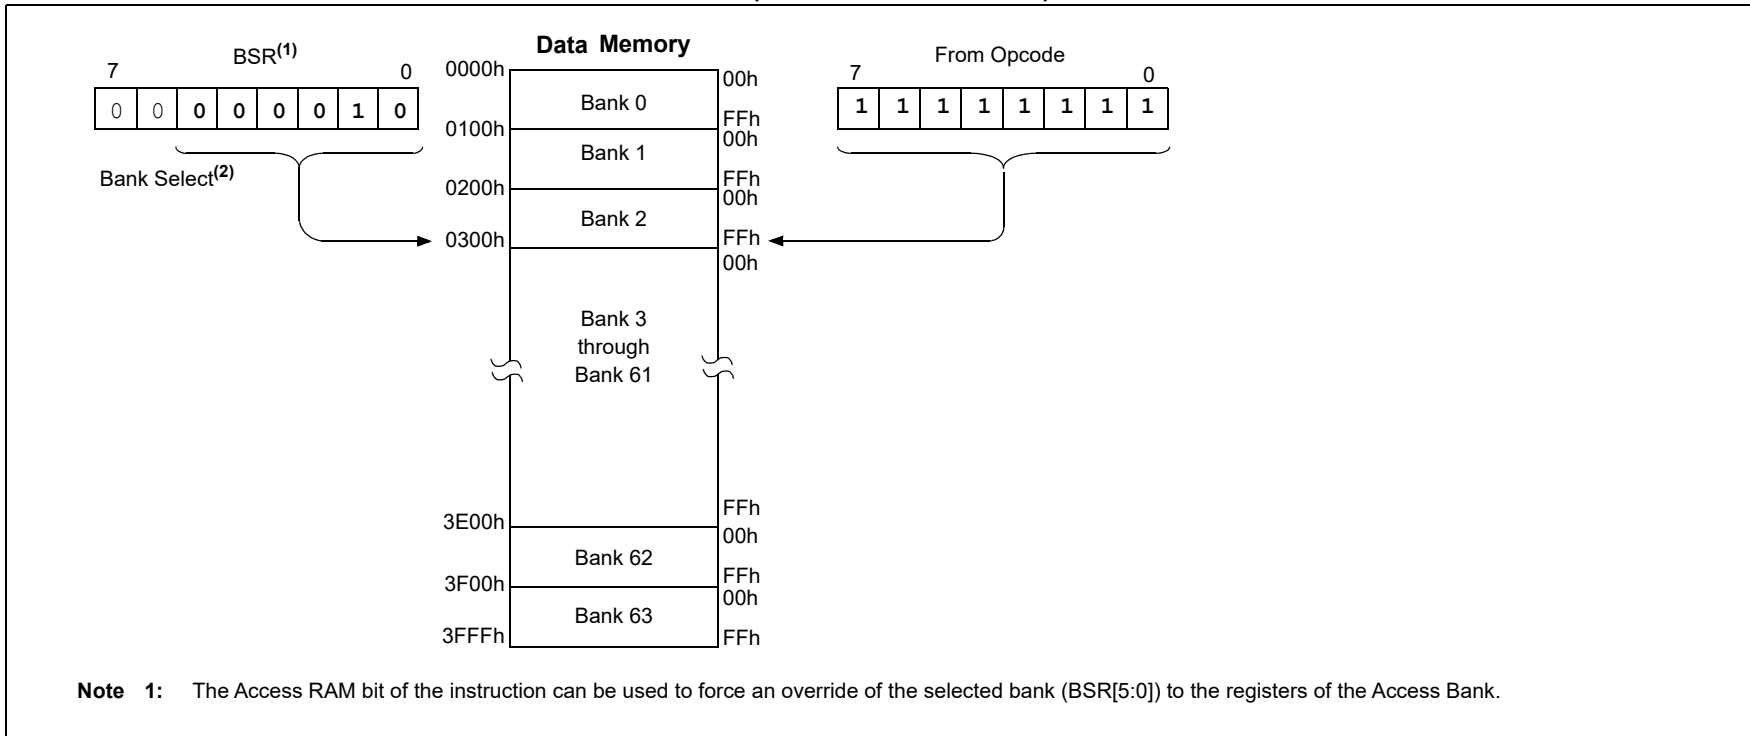 Data Memory
BSR(1)
7 0
0 0 0 0 0 0 1 0
Bank Select(2)
From Opcode
7 0
1 1 1 1 1 1 1 1
0000h
Bank 0
00h
FFh
0100h
Bank 1
00h
FFh
0200h
Bank 2
00h
FFh
0300h
00h
Bank 3
through
Bank 61
FFh
3E00h
Bank 62
00h
FFh
3F00h
Bank 63
00h
3FFFh
FFh
Note 1: The Access RAM bit of the instruction can be used to force an override of the selected bank (BSR[5:0]) to the registers of the Access Bank.